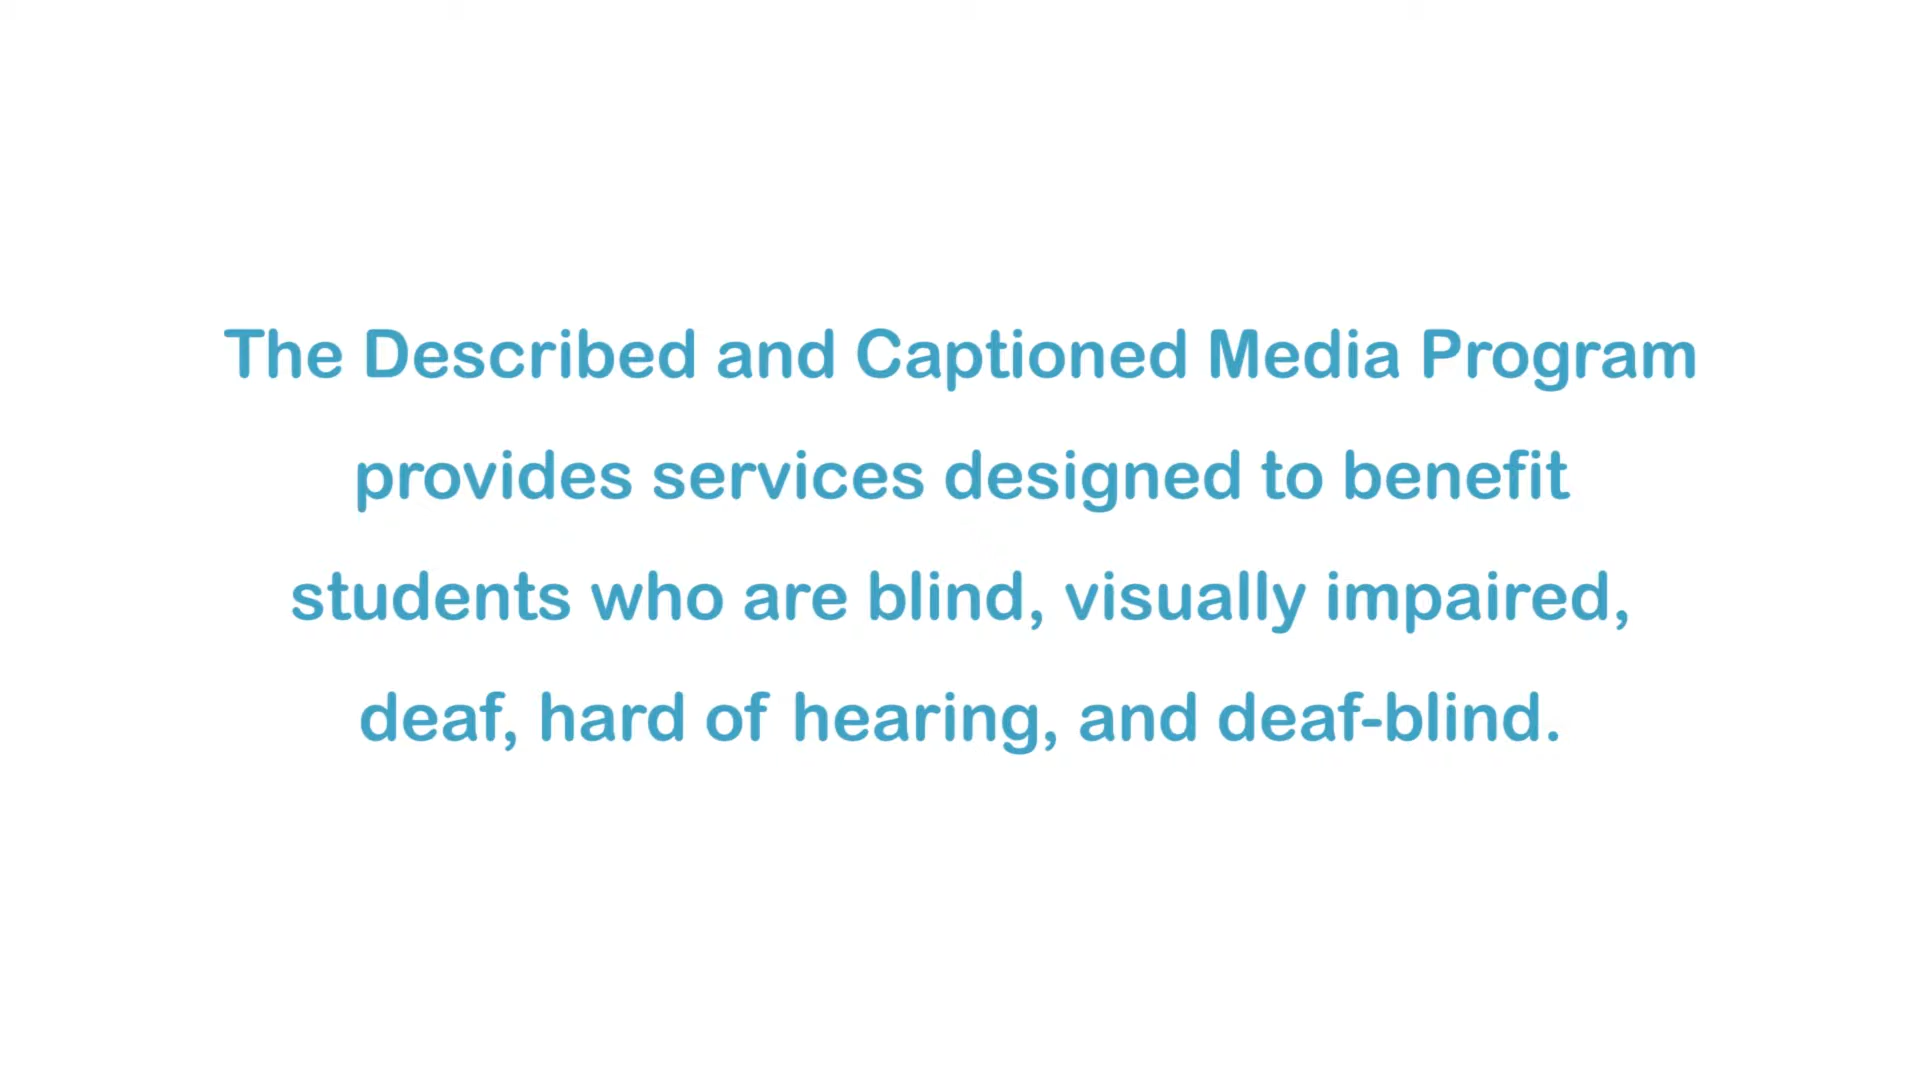 The Described and Captioned Media Program
provides services designed to benefit
students who are blind, visually impaired,
deaf, hard of hearing, and deaf-blind.